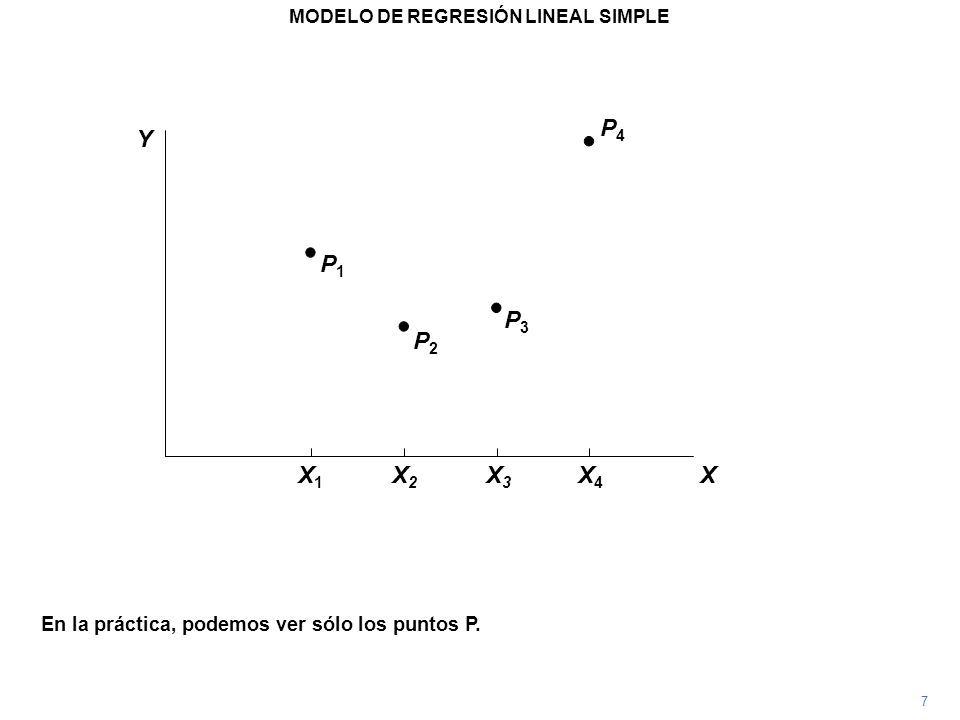 MODELO DE REGRESIÓN LINEAL SIMPLE
Y
P4
P1
P3
P2
X1 X2 X3 X4 X
En la práctica, podemos ver sólo los puntos P.
7